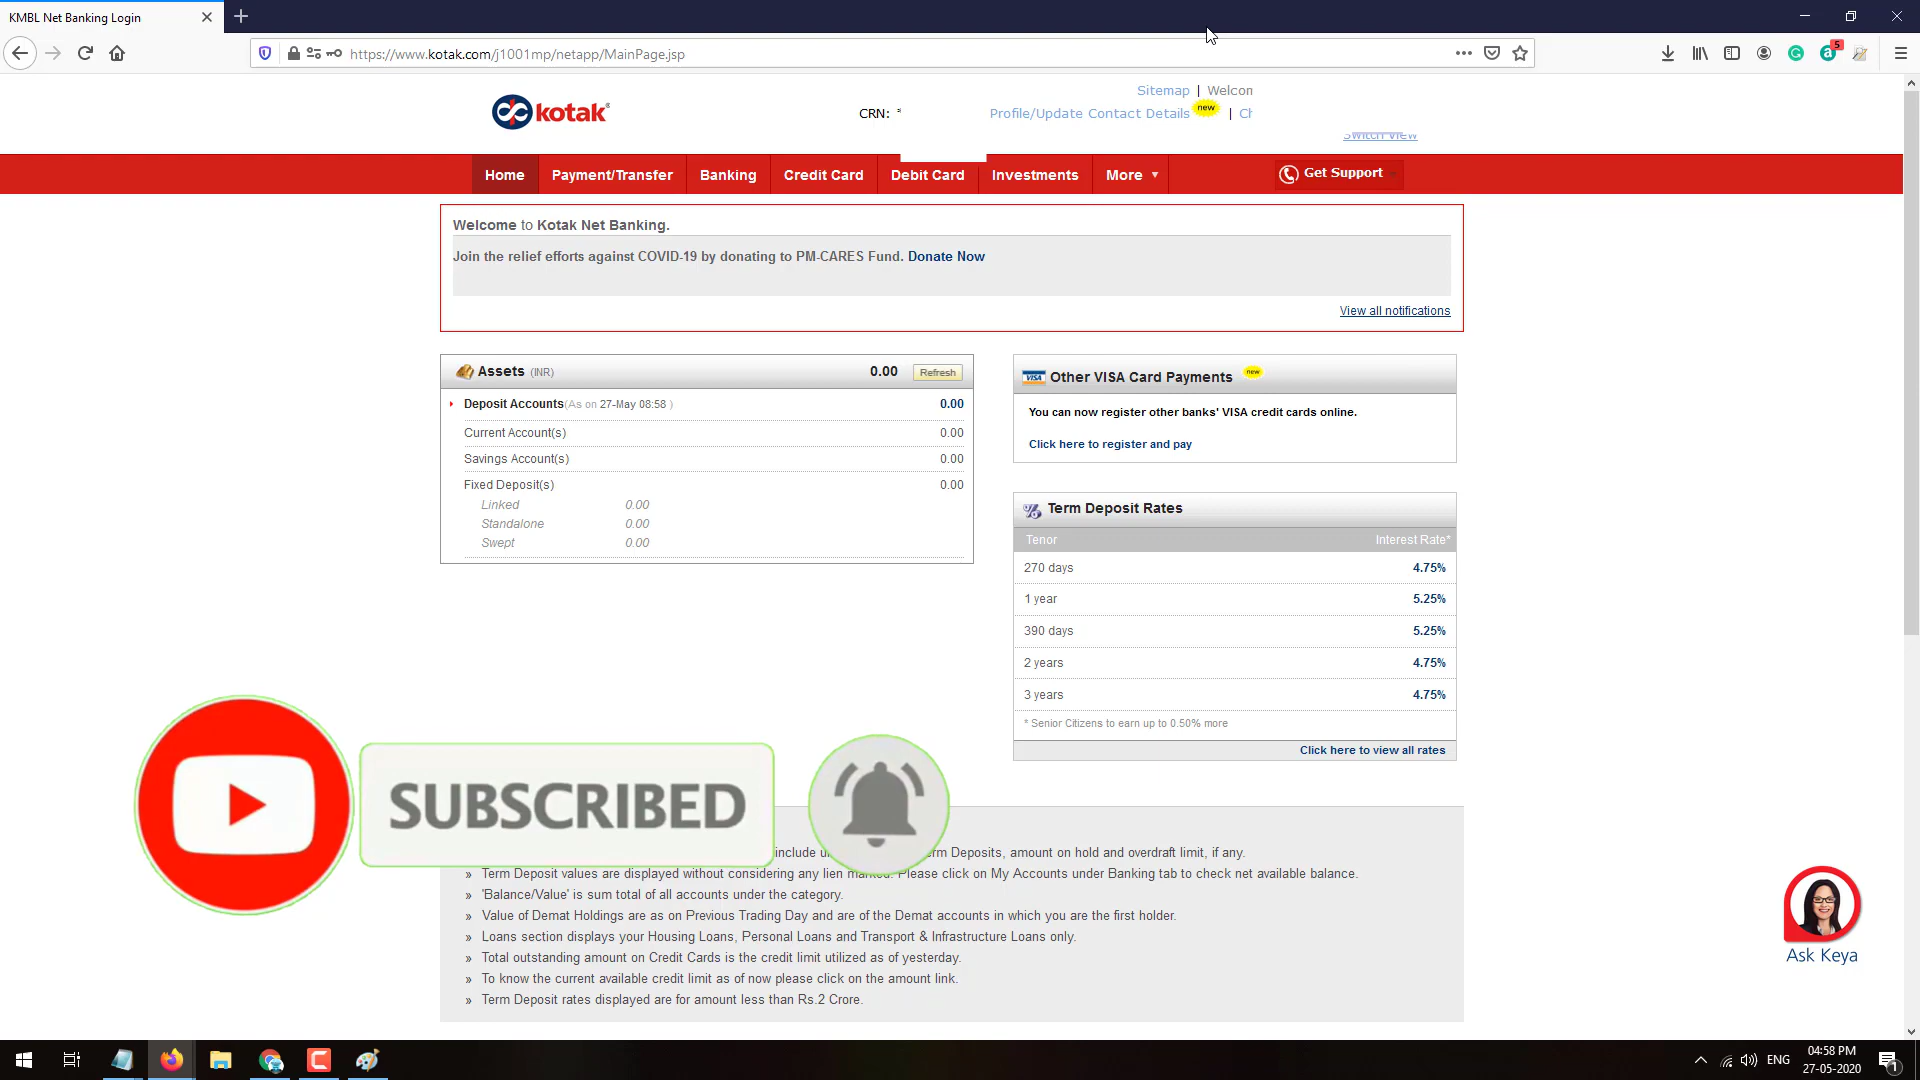 KMBL Net Banking Login
https://www.kotak.com/j1001mp/netapp/MainPage.jsp
5
kotak
Sitemap | Welcom
CRN: *
Profile/Update Contact Details new | Ch
Switch View
Home Payment/Transfer Banking Credit Card Debit Card Investments More
Get Support
Welcome to Kotak Net Banking.
Join the relief efforts against COVID-19 by donating to PM-CARES Fund. Donate Now
View all notifications
Assets (INR) 0.00 Refresh
Deposit Accounts(As on 27-May 08:58 ) 0.00
Current Account(s) 0.00
Savings Account(s) 0.00
Fixed Deposit(s) 0.00
Linked 0.00
Standalone 0.00
Swept 0.00
VISA Other VISA Card Payments new
You can now register other banks' VISA credit cards online.
Click here to register and pay
Term Deposit Rates
Tenor Interest Rate*
270 days 4.75%
1 year 5.25%
390 days 5.25%
2 years 4.75%
3 years 4.75%
* Senior Citizens to earn up to 0.50% more
Click here to view all rates
SUBSCRIBED
include Deposits, amount on hold and overdraft limit, if any.
» Term Deposit values are displayed without considering any lien marked. Please click on My Accounts under Banking tab to check net available balance.
» 'Balance/Value' is sum total of all accounts under the category.
» Value of Demat Holdings are as on Previous Trading Day and are of the Demat accounts in which you are the first holder.
» Loans section displays your Housing Loans, Personal Loans and Transport & Infrastructure Loans only.
» Total outstanding amount on Credit Cards is the credit limit utilized as of yesterday.
» To know the current available credit limit as of now please click on the amount link.
» Term Deposit rates displayed are for amount less than Rs.2 Crore.
Ask Keya
ENG
04:58 PM
27-05-2020
1